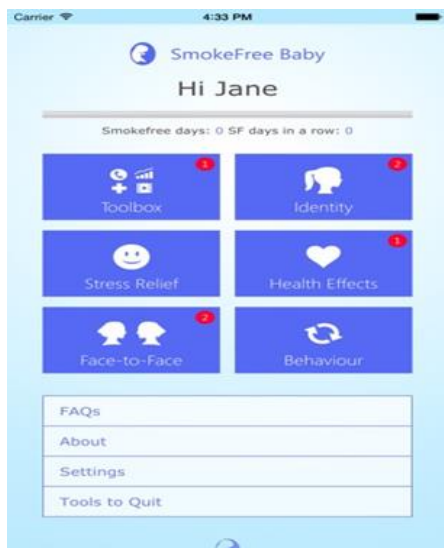 Carrier 4:33 PM
SmokeFree Baby
Hi Jane
Smokefree days: 0 SF days in a row: 0
1 2
Toolbox Identity
1
Stress Relief Health Effects
2
Face-to-Face Behaviour
FAQs
About
Settings
Tools to Quit